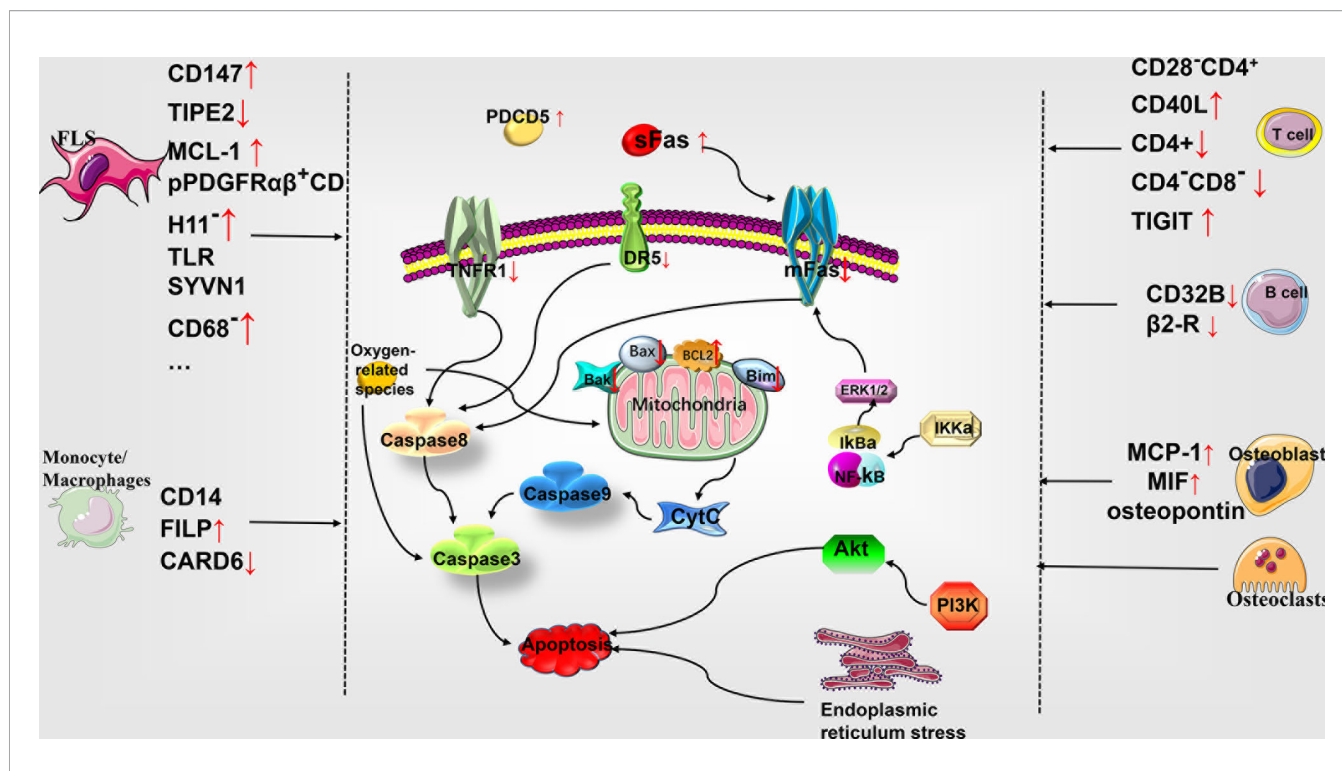 FLS
CD147 ↑
TIPE2 ↓
MCL-1 ↑
pPDGFRαβ⁺CD
H11⁻ ↑
TLR
SYVN1
CD68⁻ ↑
...
Monocyte/
Macrophages
CD14
FILP ↑
CARD6 ↓
PDCD5 ↑
sFas ↑
TNFR1 ↓
DR5 ↓
mFas ↓
Oxygen-
related
species
Bak ↓
Bax ↓
BCL2 ↑
Bim ↓
Mitochondria
Caspase8
Caspase9
CytC
Caspase3
Apoptosis
ERK1/2
IkBa
NF-kB
IKKa
Akt
PI3K
Endoplasmic
reticulum stress
CD28⁻CD4⁺
CD40L ↑
CD4+ ↓
CD4⁻CD8⁻ ↓
TIGIT ↑
T cell
CD32B ↓
β2-R ↓
B cell
MCP-1 ↑
MIF ↑
osteopontin
Osteoblast
Osteoclasts